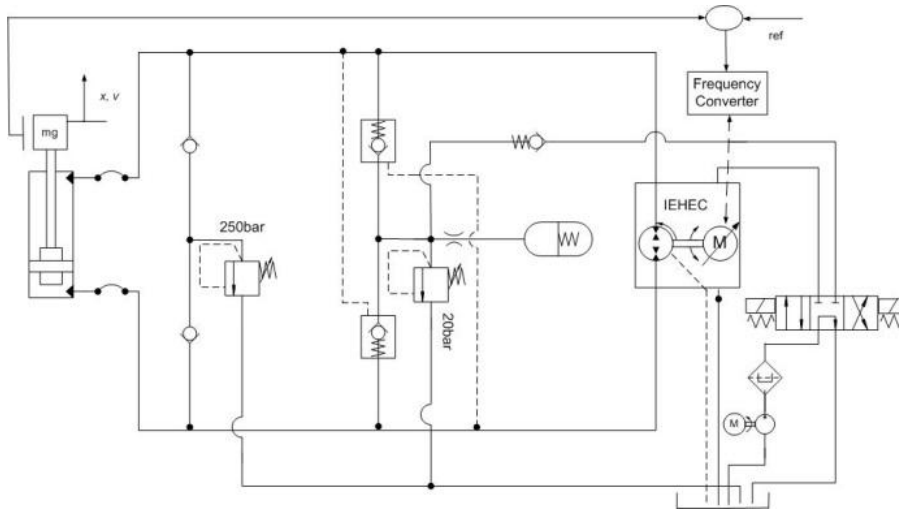 ref
x, v
Frequency
Converter
mg
IEHEC
250bar
M
20bar
M